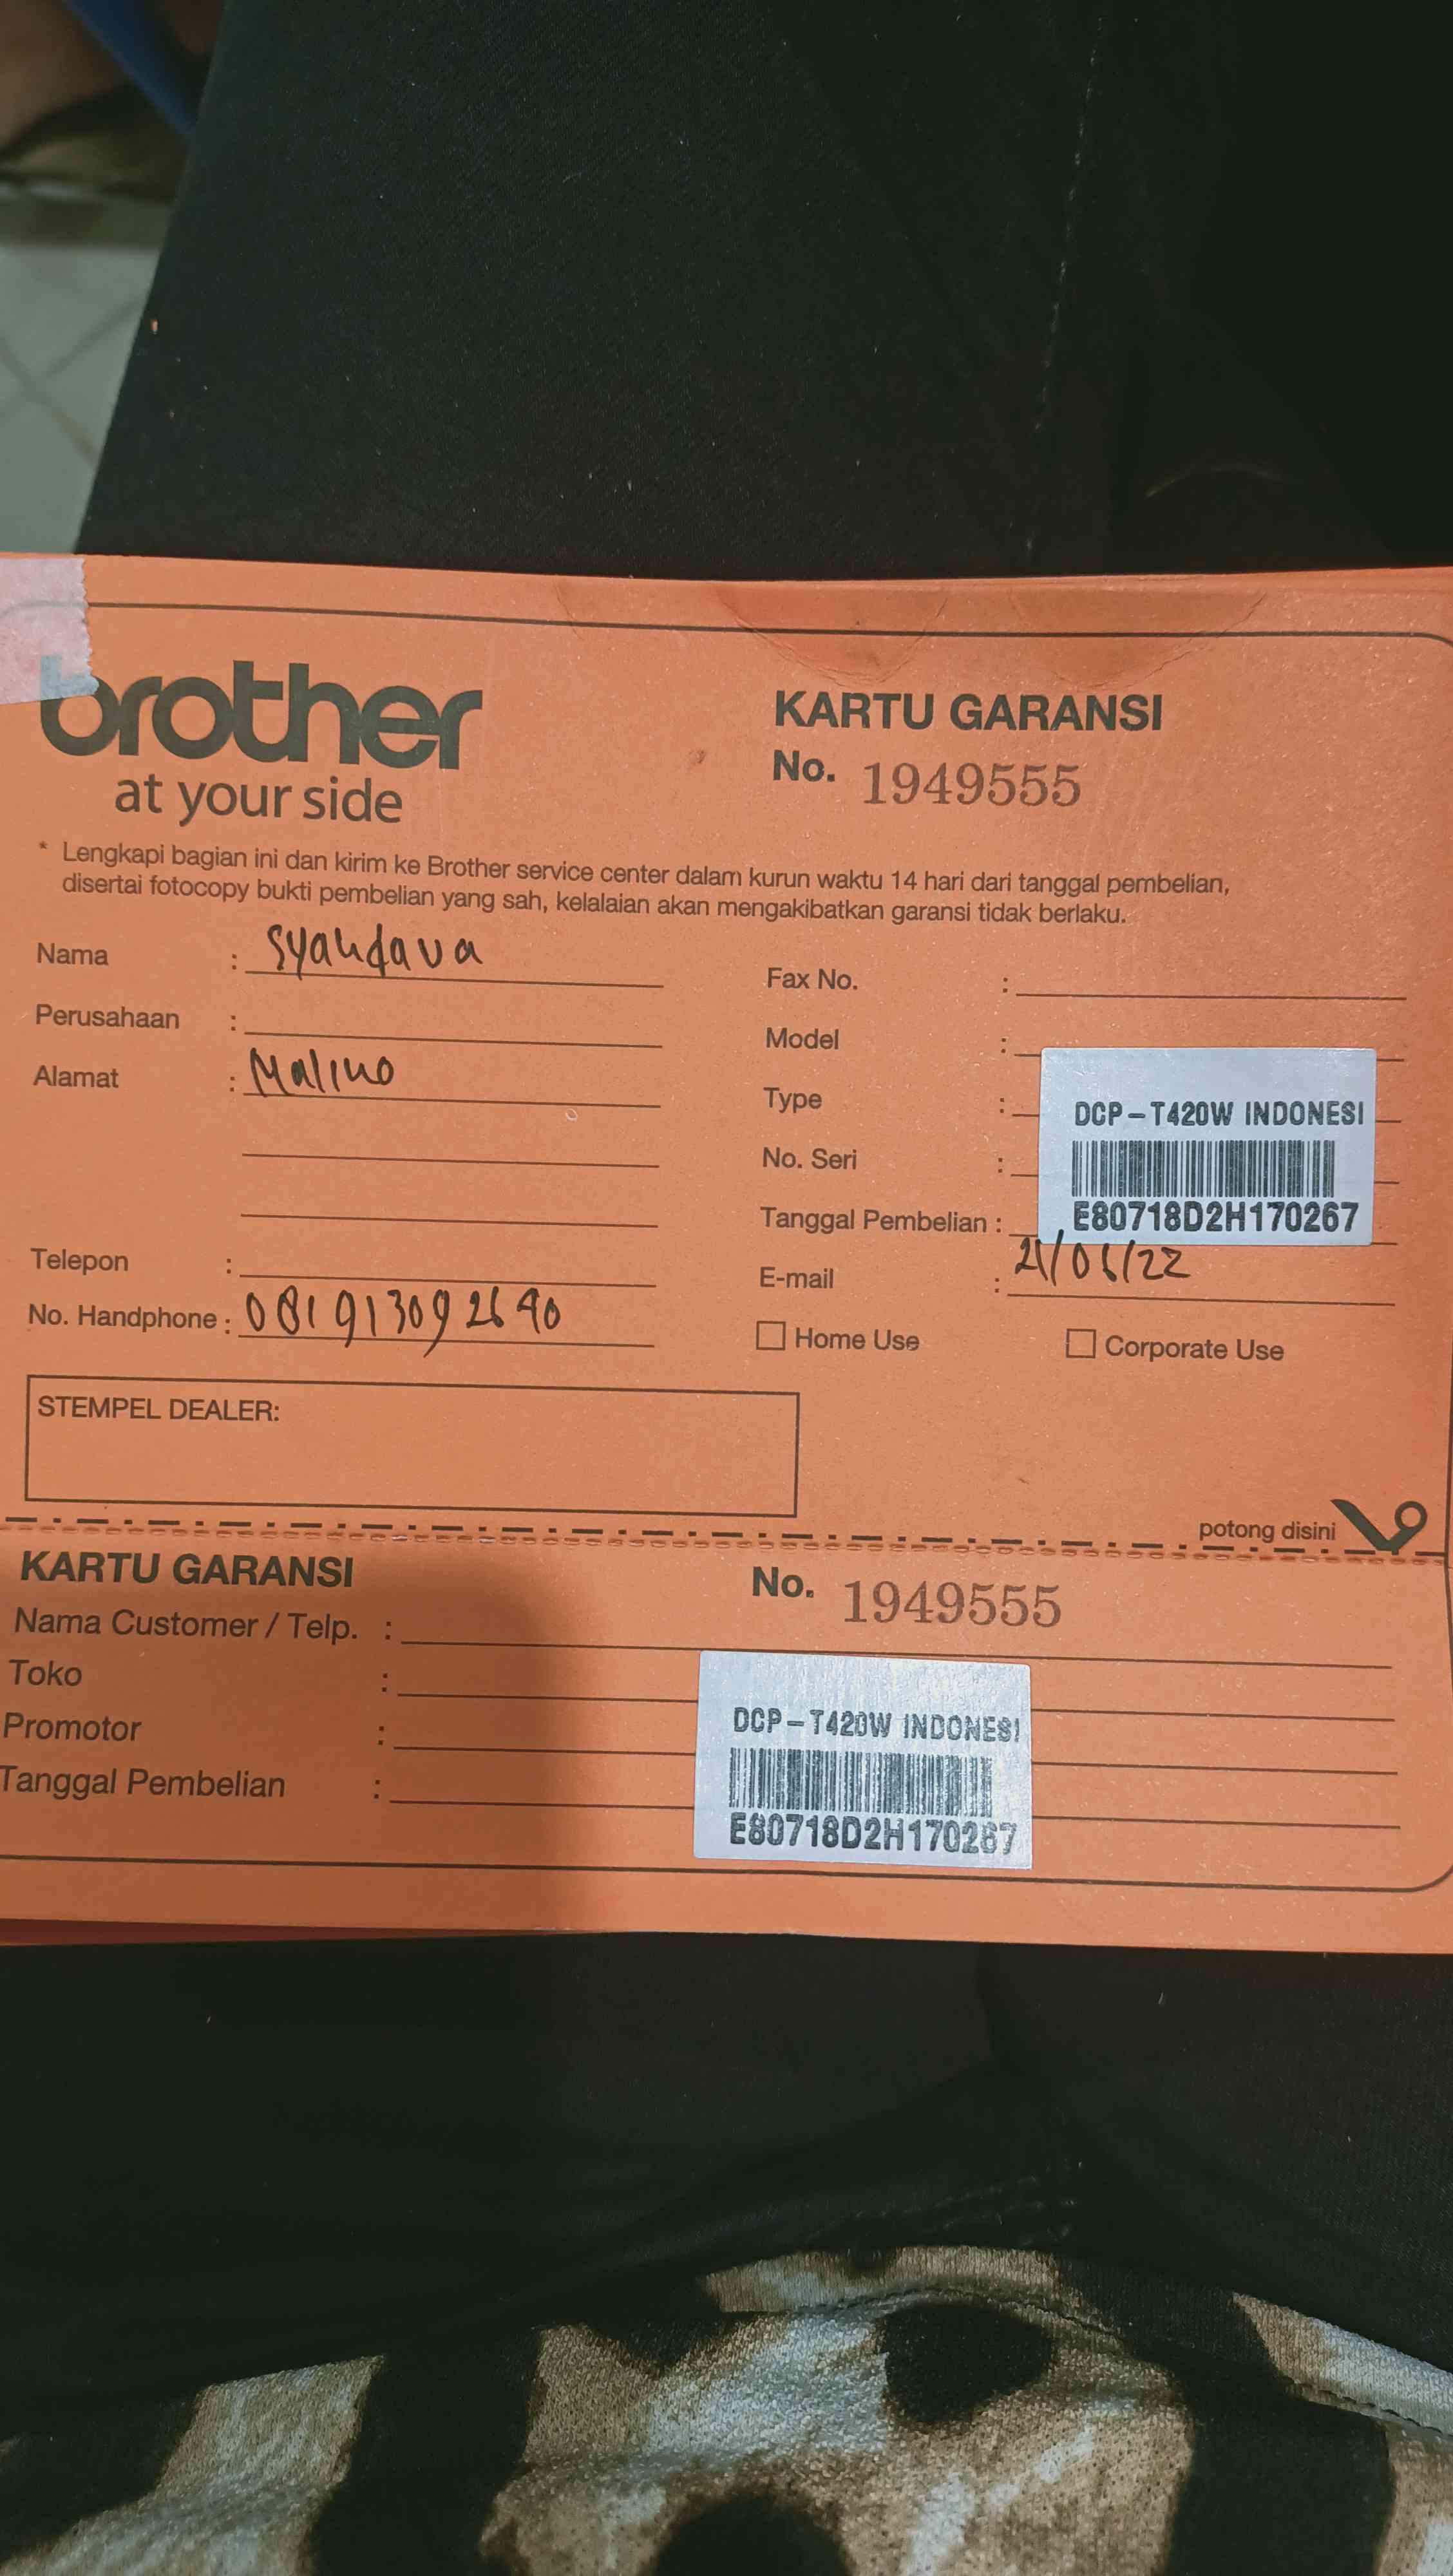 brother
at your side
KARTU GARANSI
No. 1949555
* Lengkapi bagian ini dan kirim ke Brother service center dalam kurun waktu 14 hari dari tanggal pembelian,
disertai fotocopy bukti pembelian yang sah, kelalaian akan mengakibatkan garansi tidak berlaku.
Nama :
Perusahaan :
Alamat : Malino
Telepon :
No. Handphone : 081913092690
Fax No. :
Model :
Type :
No. Seri :
DCP-T420W INDONESI
E80718D2H170267
Tanggal Pembelian :
E-mail :
Home Use
Corporate Use
STEMPEL DEALER:
potong disini
KARTU GARANSI
No. 1949555
Nama Customer / Telp. :
Toko :
Promotor :
Tanggal Pembelian :
DCP-T420W INDONESI
E80718D2H170267